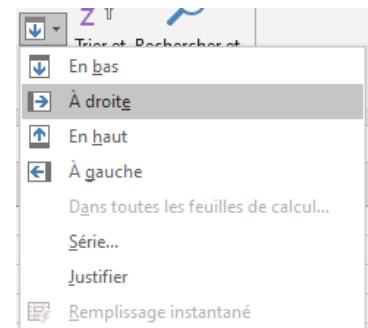 Trier et Rechercher et
En bas
À droite
En haut
À gauche
Dans toutes les feuilles de calcul...
Série...
Justifier
Remplissage instantané